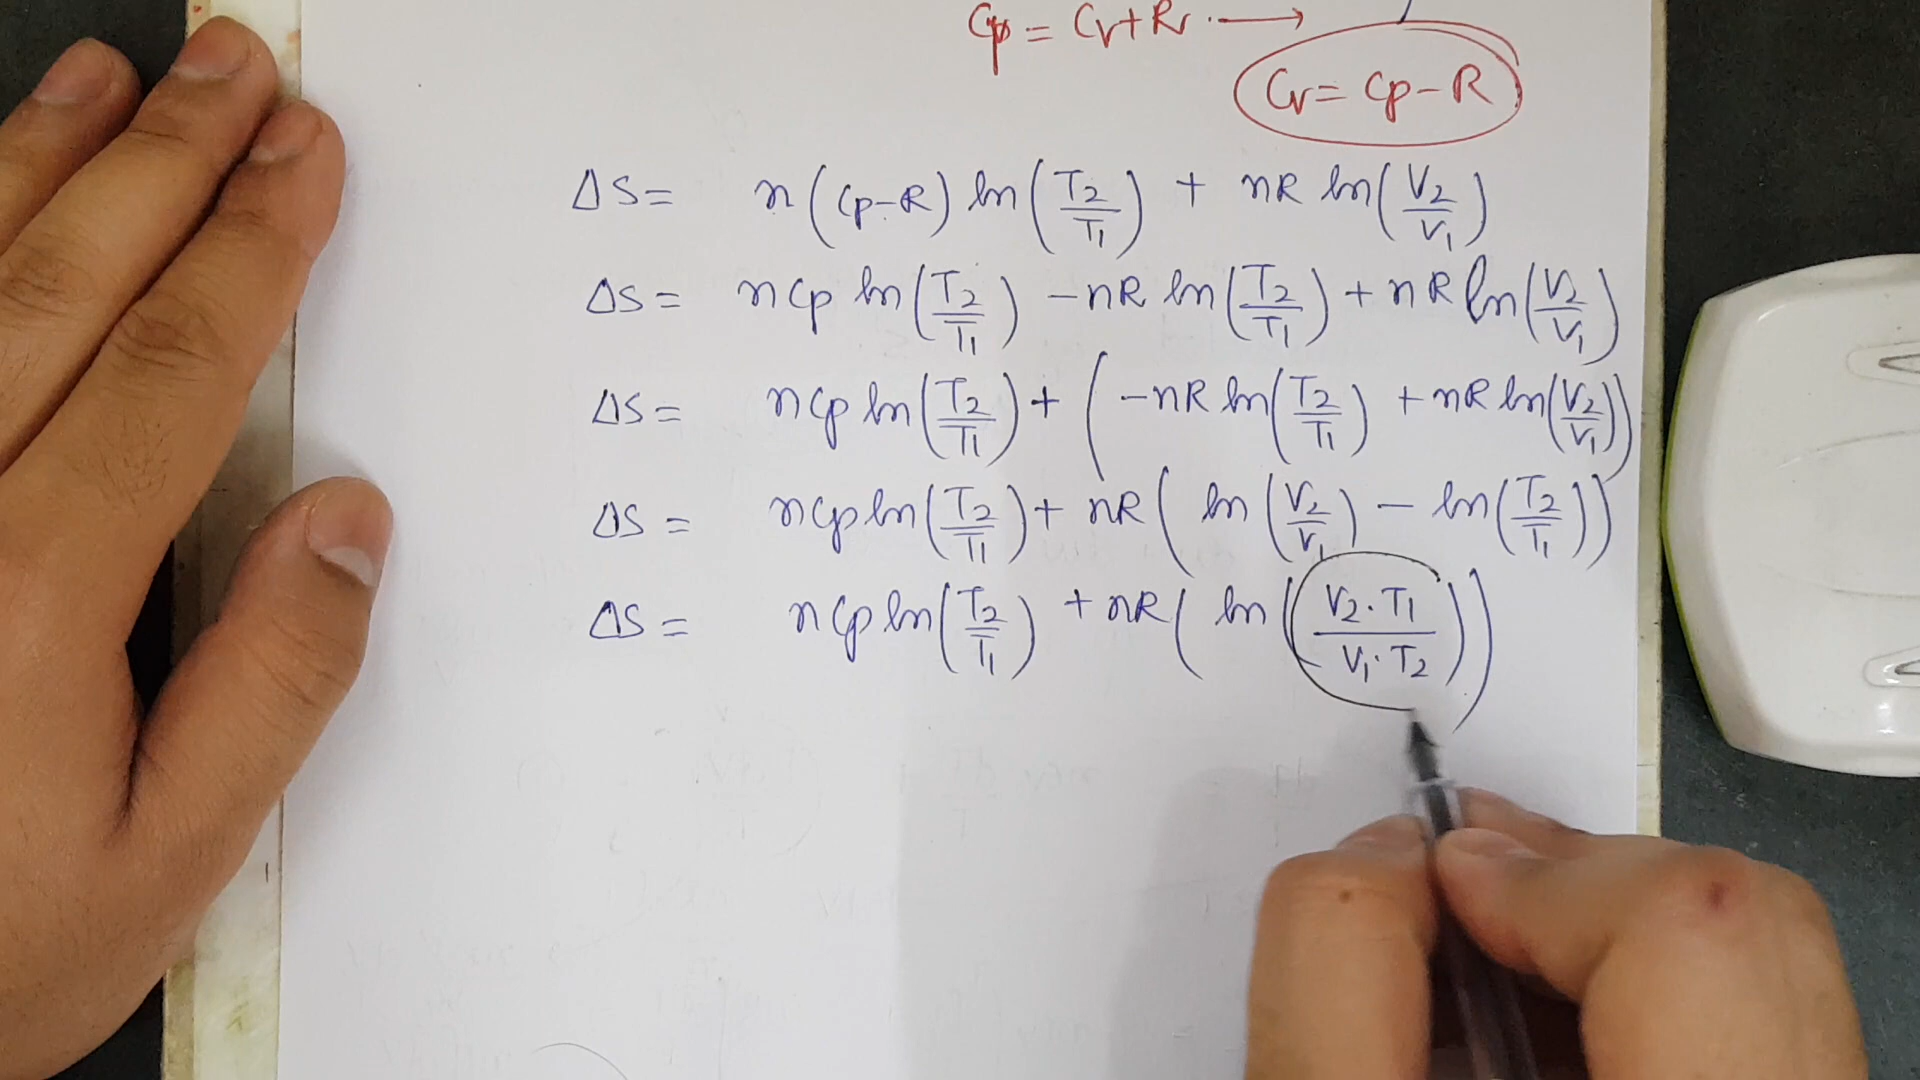 Cp = Cv+R. →
Cv = Cp-R
ΔS = n(Cp-R) ln(T2/T1) + nR ln(V2/V1)
ΔS = nCp ln(T2/T1) - nR ln(T2/T1) + nR ln(V2/V1)
ΔS = nCp ln(T2/T1) + (-nR ln(T2/T1) + nR ln(V2/V1))
ΔS = nCp ln(T2/T1) + nR( ln(V2/V1) - ln(T2/T1))
ΔS = nCp ln(T2/T1) + nR( ln(V2.T1/V1.T2))